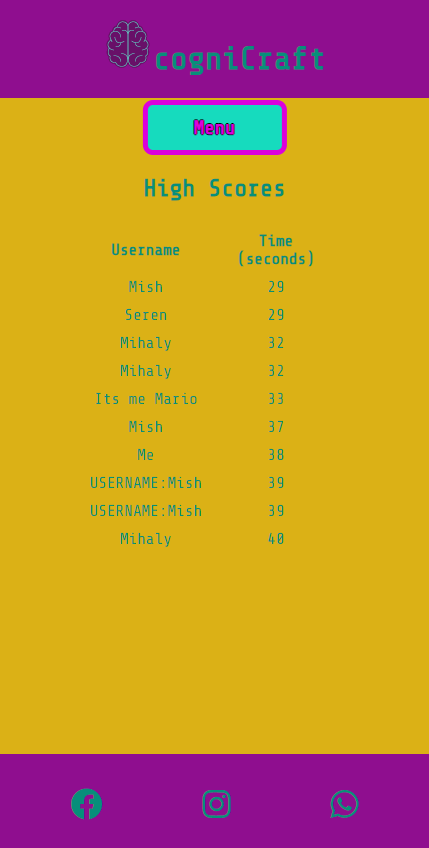 cogniCraft
Menu
High Scores
Username Time (seconds)
Mish 29
Seren 29
Mihaly 32
Mihaly 32
Its me Mario 33
Mish 37
Me 38
USERNAME:Mish 39
USERNAME:Mish 39
Mihaly 40